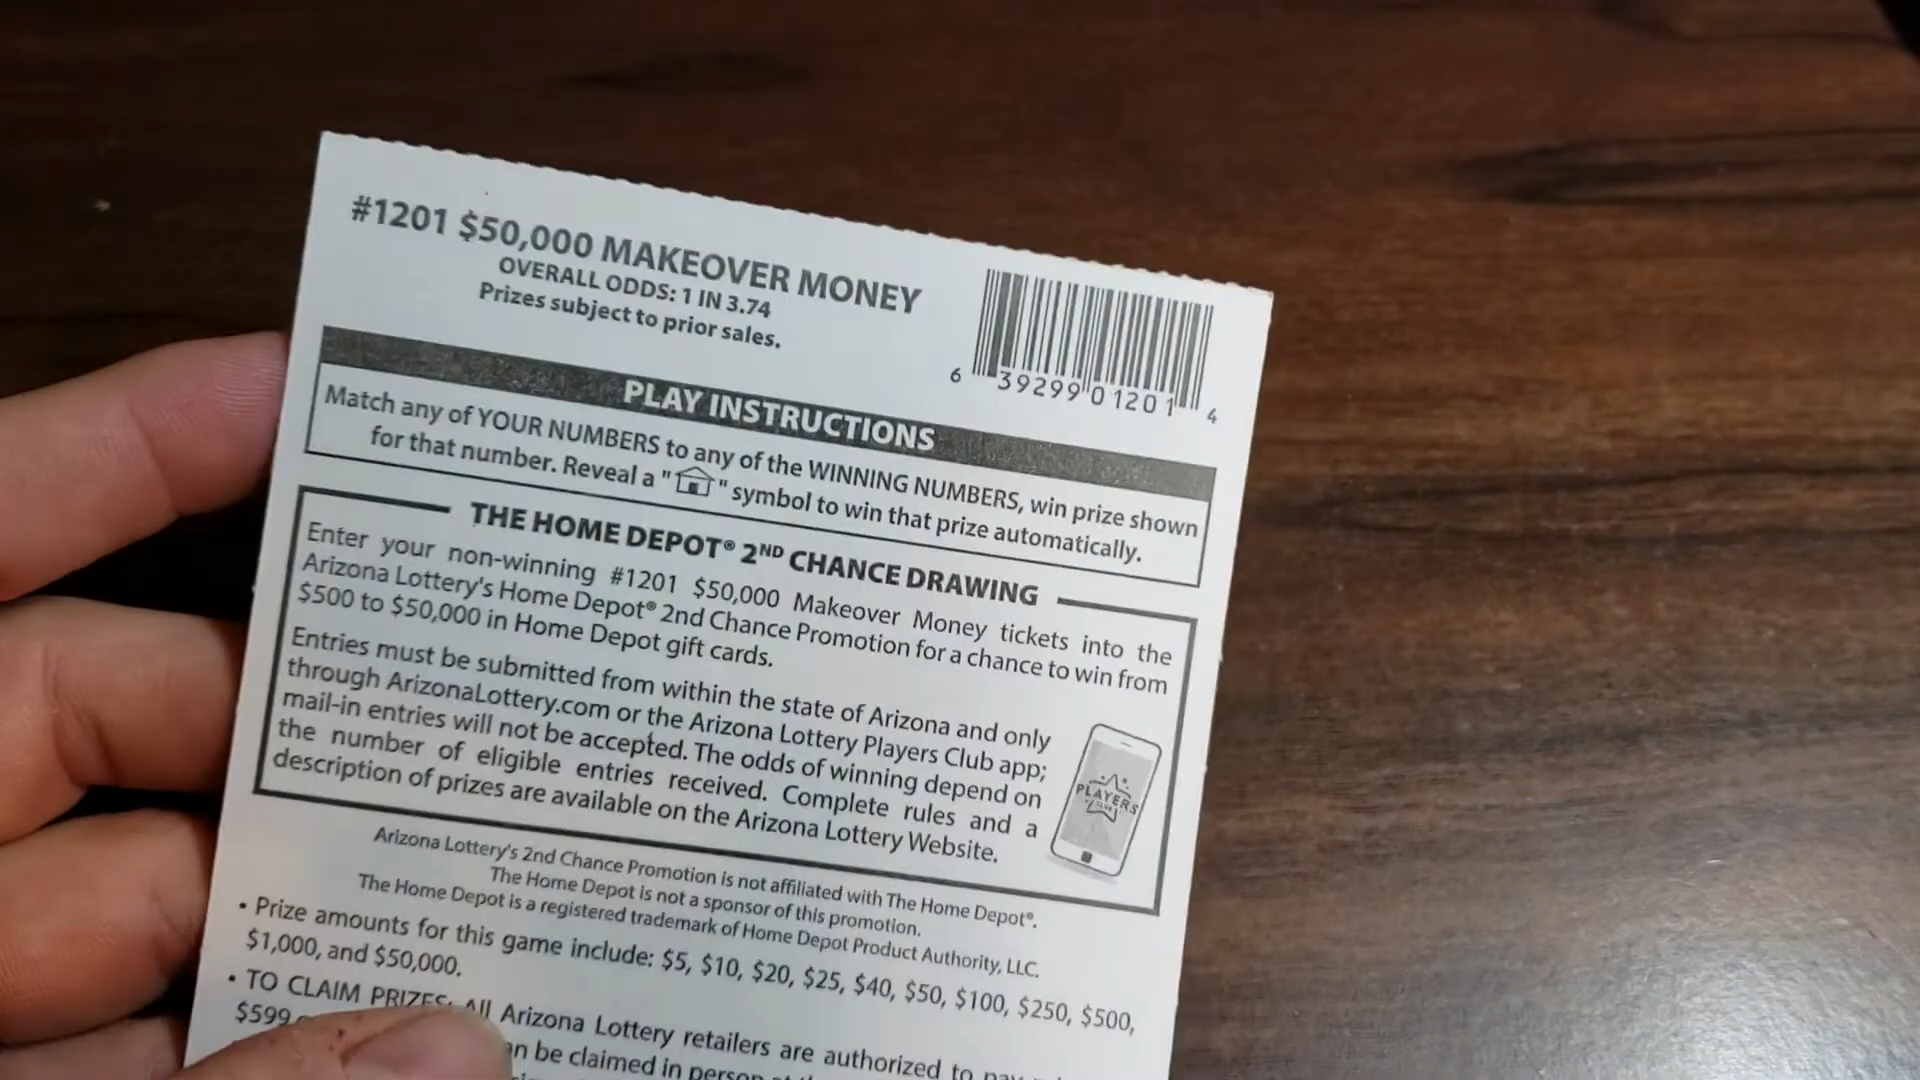 #1201 $50,000 MAKEOVER MONEY
OVERALL ODDS: 1 IN 3.74
Prizes subject to prior sales.
6 39299 01201 4
PLAY INSTRUCTIONS
Match any of YOUR NUMBERS to any of the WINNING NUMBERS, win prize shown
for that number. Reveal a " " symbol to win that prize automatically.
THE HOME DEPOT® 2ND CHANCE DRAWING
Enter your non-winning #1201 $50,000 Makeover Money tickets into the
Arizona Lottery's Home Depot® 2nd Chance Promotion for a chance to win from
$500 to $50,000 in Home Depot gift cards.
Entries must be submitted from within the state of Arizona and only
through ArizonaLottery.com or the Arizona Lottery Players Club app;
mail-in entries will not be accepted. The odds of winning depend on
the number of eligible entries received. Complete rules and a
description of prizes are available on the Arizona Lottery Website.
PLAYERS
CLUB
Arizona Lottery's 2nd Chance Promotion is not affiliated with The Home Depot®.
The Home Depot is not a sponsor of this promotion.
The Home Depot is a registered trademark of Home Depot Product Authority, LLC.
• Prize amounts for this game include: $5, $10, $20, $25, $40, $50, $100, $250, $500,
$1,000, and $50,000.
• TO CLAIM PRIZES: All Arizona Lottery retailers are authorized to pay
$599 an be claimed in person at